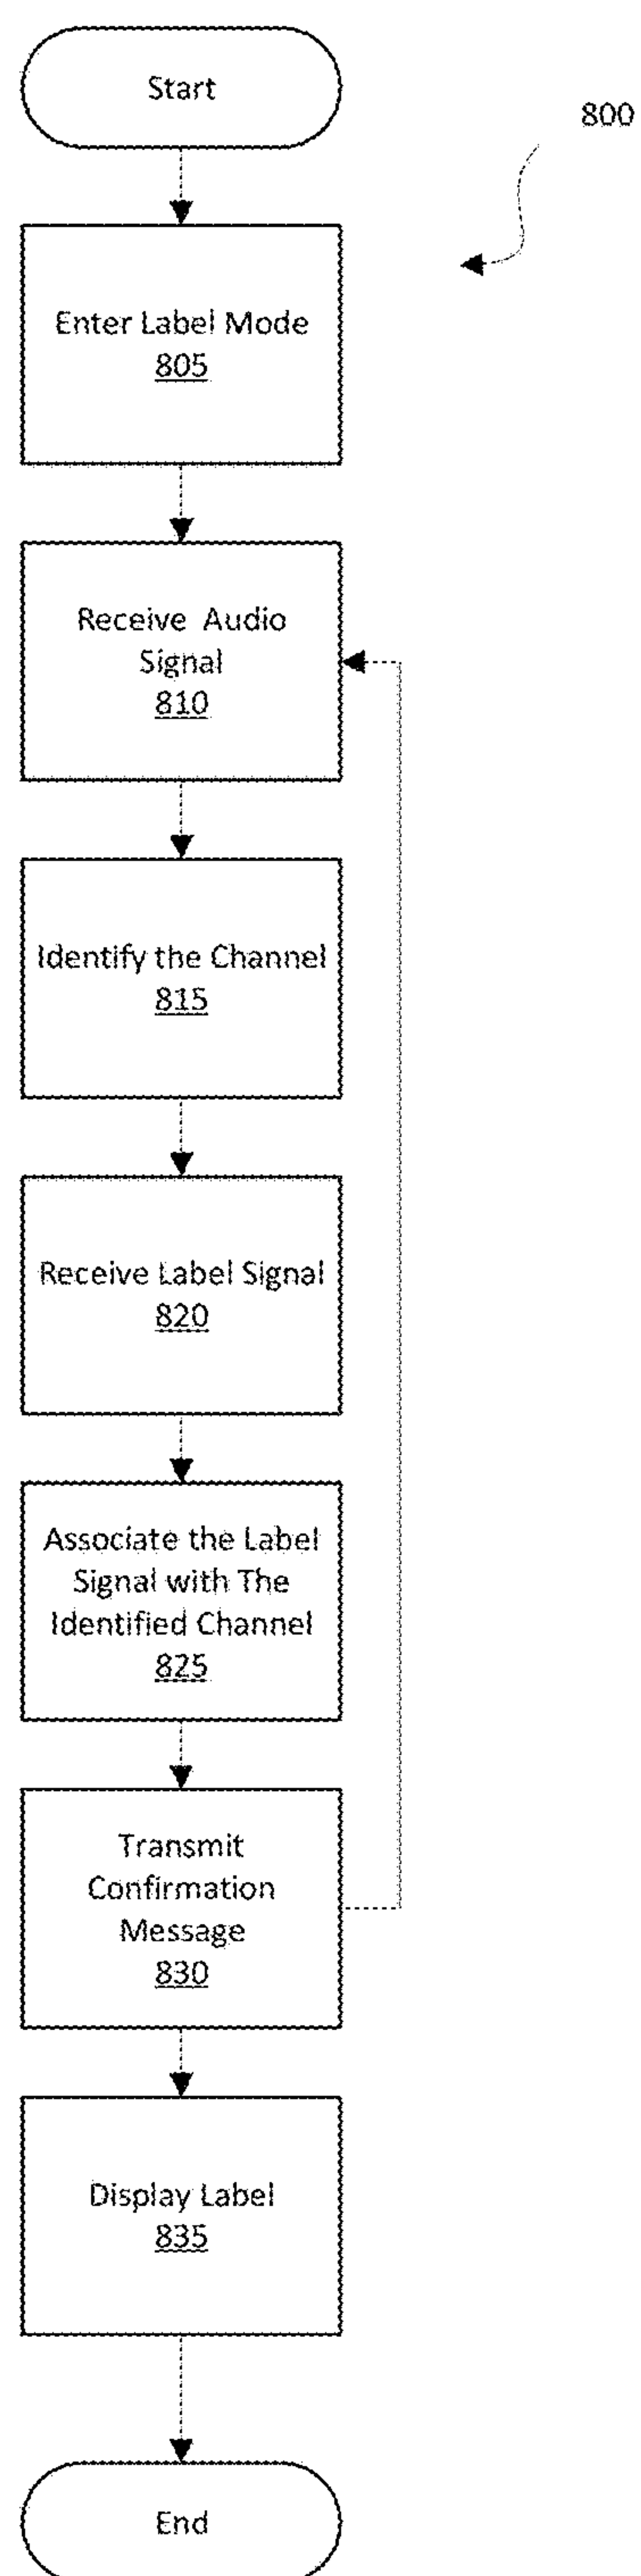 Start
800
Enter Label Mode
805
Receive Audio
Signal
810
Identify the Channel
815
Receive Label Signal
820
Associate the Label
Signal with The
Identified Channel
825
Transmit
Confirmation
Message
830
Display Label
835
End